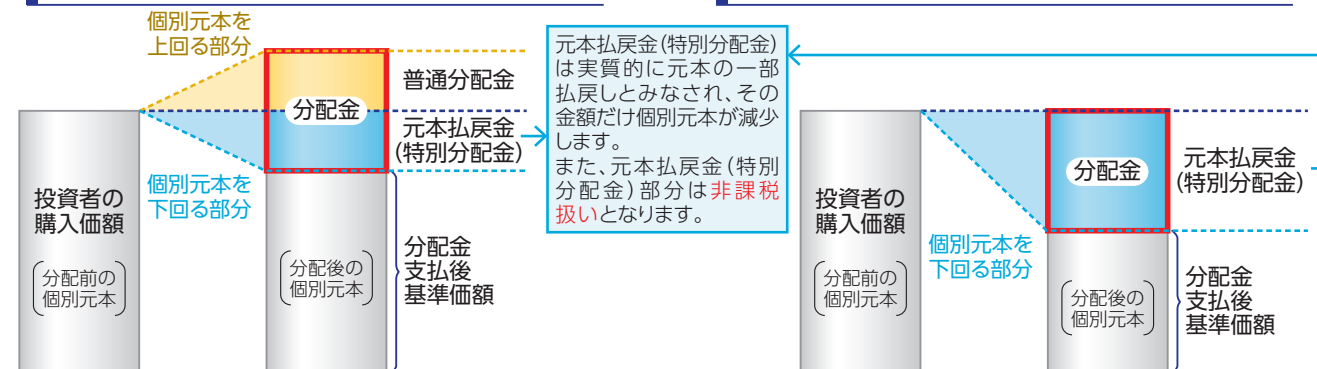 個別元本を
上回る部分
普通分配金
分配金
元本払戻金
(特別分配金)
個別元本を
下回る部分
投資者の
購入価額
(分配前の
個別元本)
(分配後の
個別元本)
分配金
支払後
基準価額
元本払戻金(特別分配金)
は実質的に元本の一部
払戻しとみなされ、その
金額だけ個別元本が減少
します。
また、元本払戻金(特別
分配金)部分は非課税
扱いとなります。
投資者の
購入価額
(分配前の
個別元本)
個別元本を
下回る部分
分配金
元本払戻金
(特別分配金)
(分配後の
個別元本)
分配金
支払後
基準価額